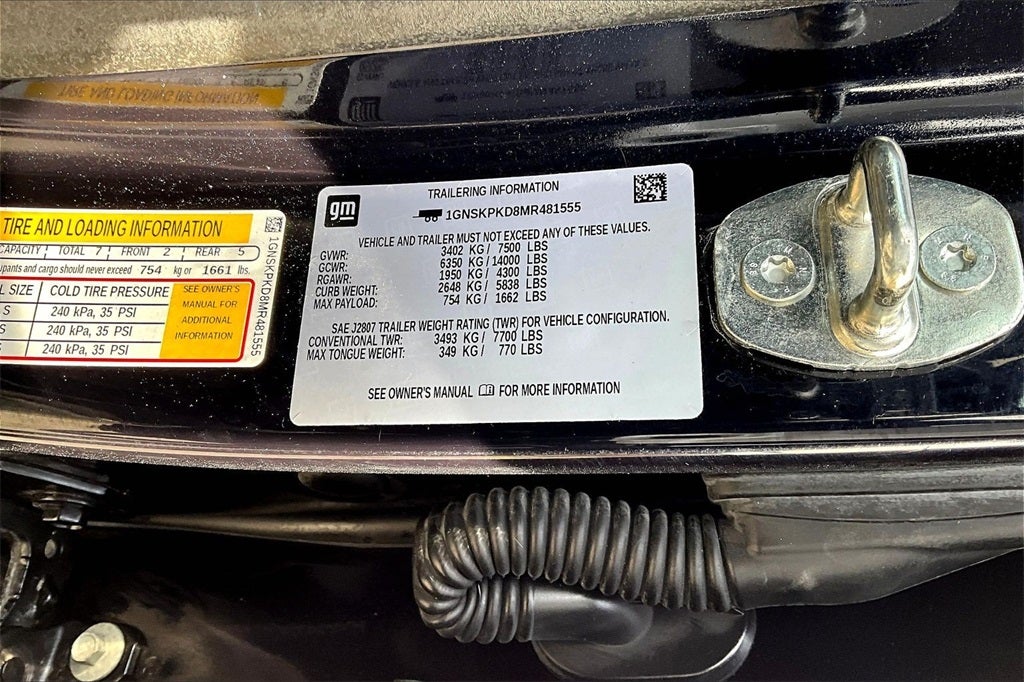 TIRE AND LOADING INFORMATION
CAPACITY TOTAL 7 FRONT 2 REAR 5
upants and cargo should never exceed 754 kg or 1661 lbs.
L SIZE COLD TIRE PRESSURE
S 240 kPa, 35 PSI
S 240 kPa, 35 PSI
S 240 kPa, 35 PSI
SEE OWNER'S
MANUAL FOR
ADDITIONAL
INFORMATION
1GNSKPKD8MR481555
gm
TRAILERING INFORMATION
1GNSKPKD8MR481555
VEHICLE AND TRAILER MUST NOT EXCEED ANY OF THESE VALUES.
GVWR: 3402 KG / 7500 LBS
GCWR: 6350 KG / 14000 LBS
RGAWR: 1950 KG / 4300 LBS
CURB WEIGHT: 2648 KG / 5838 LBS
MAX PAYLOAD: 754 KG / 1662 LBS
SAE J2807 TRAILER WEIGHT RATING (TWR) FOR VEHICLE CONFIGURATION.
CONVENTIONAL TWR: 3493 KG / 7700 LBS
MAX TONGUE WEIGHT: 349 KG / 770 LBS
SEE OWNER'S MANUAL FOR MORE INFORMATION